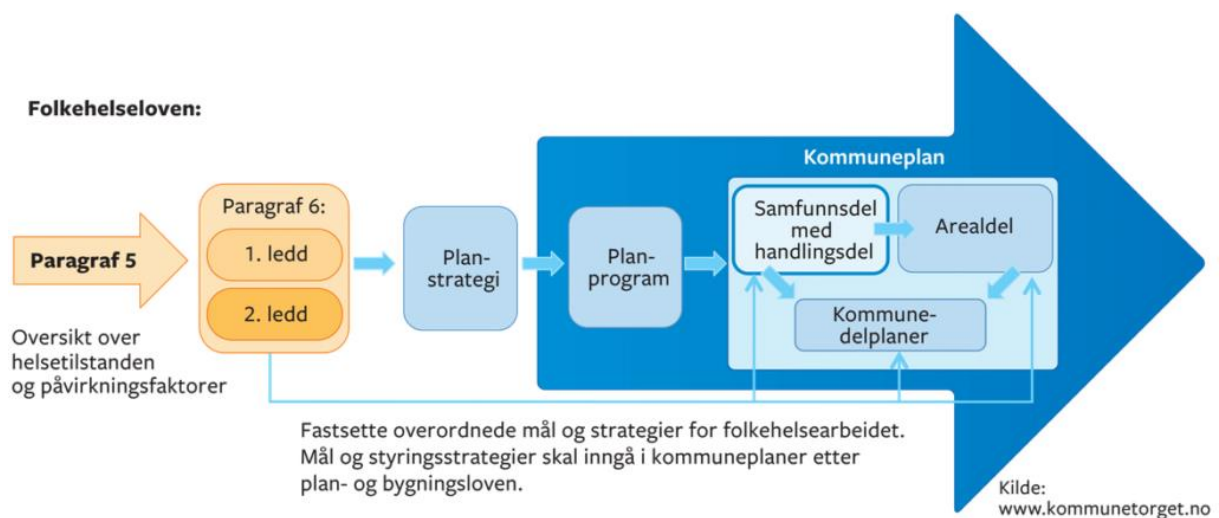 Folkehelseloven:
Paragraf 5
Oversikt over
helsetilstanden
og påvirkningsfaktorer
Paragraf 6:
1. ledd
2. ledd
Plan-
strategi
Kommuneplan
Plan-
program
Samfunnsdel
med
handlingsdel
Arealdel
Kommune-
delplaner
Fastsette overordnede mål og strategier for folkehelsearbeidet.
Mål og styringsstrategier skal inngå i kommuneplaner etter
plan- og bygningsloven.
Kilde:
www.kommunetorget.no